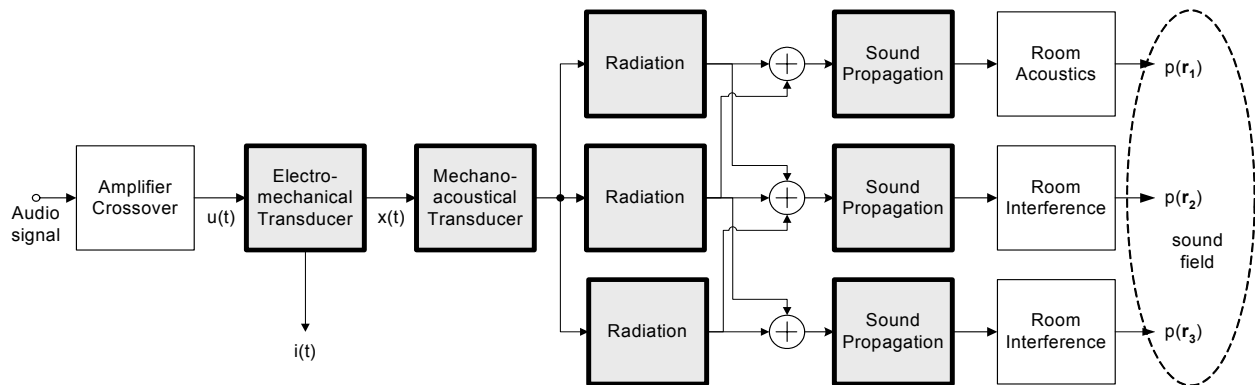 Audio
signal
Amplifier
Crossover
u(t)
Electro-
mechanical
Transducer
i(t)
x(t)
Mechano-
acoustical
Transducer
Radiation
Sound
Propagation
Room
Acoustics
p(r1)
Radiation
Sound
Propagation
Room
Interference
p(r2)
sound
field
Radiation
Sound
Propagation
Room
Interference
p(r3)